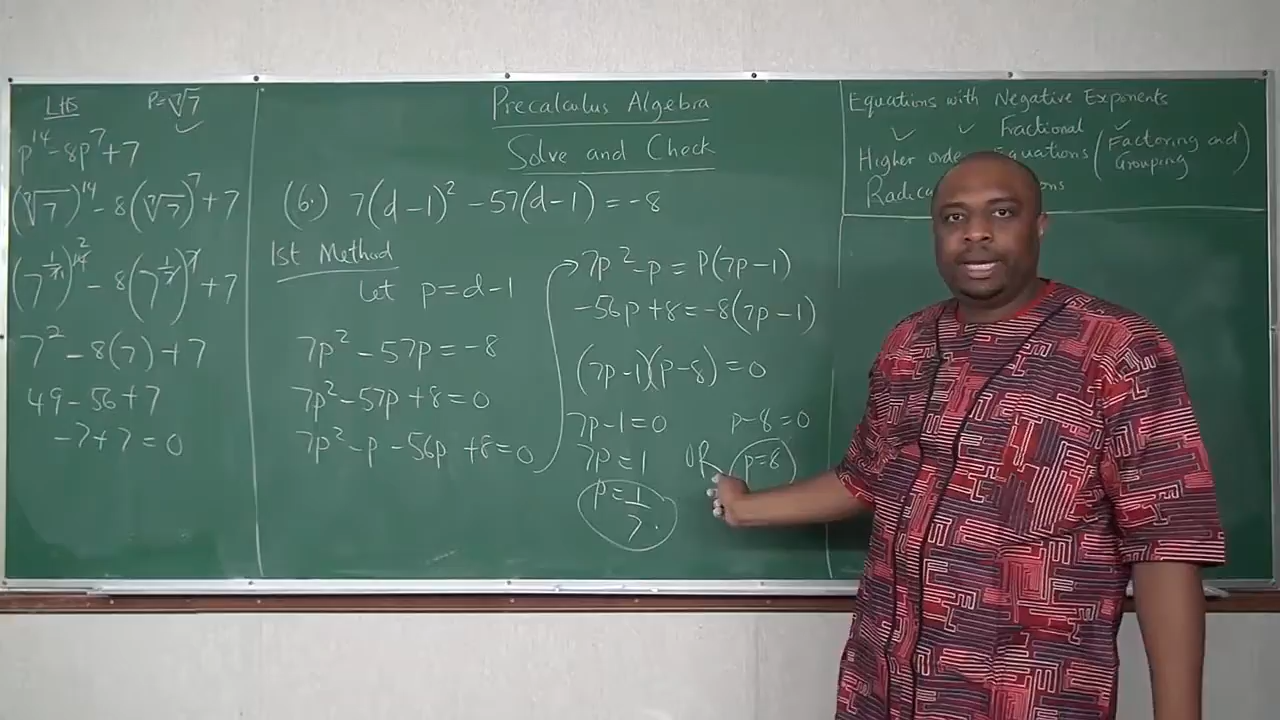 LHS P=⁷√7
p¹⁴-8p⁷+7
(⁷√7)¹⁴-8(⁷√7)⁷+7
(7^(1/7))^14 2 -8(7^(1/7))^7+7
7²-8(7)+7
49-56+7
-7+7=0
Precalculus Algebra
Solve and Check
(6.) 7(d-1)²-57(d-1)=-8
1st Method
Let p=d-1
7p²-57p=-8
7p²-57p+8=0
7p²-p-56p+8=0
7p²-p=P(7p-1)
-56p+8=-8(7p-1)
(7p-1)(p-8)=0
7p-1=0 p-8=0
7p=1 OR p=8
p=1/7.
Equations with Negative Exponents
Fractional
Higher Equations (Factoring and
Grouping)